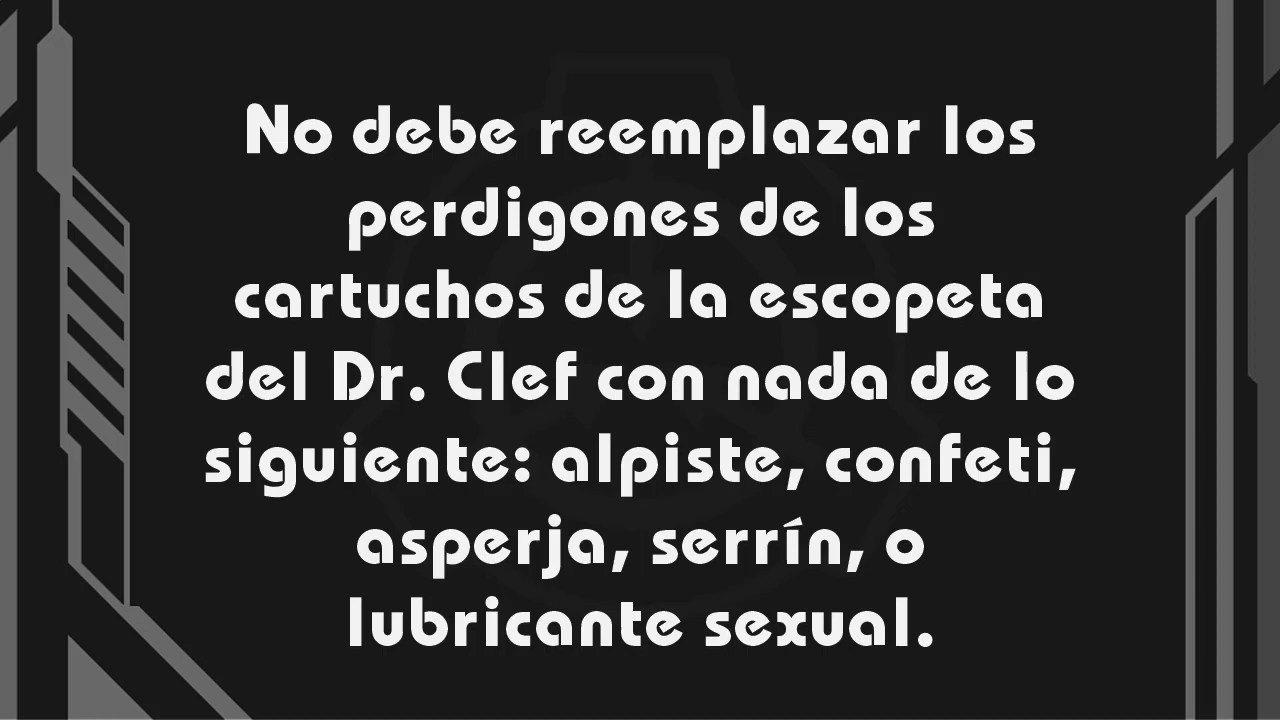 No debe reemplazar los
perdigones de los
cartuchos de la escopeta
del Dr. Clef con nada de lo
siguiente: alpiste, confeti,
asperja, serrín, o
lubricante sexual.